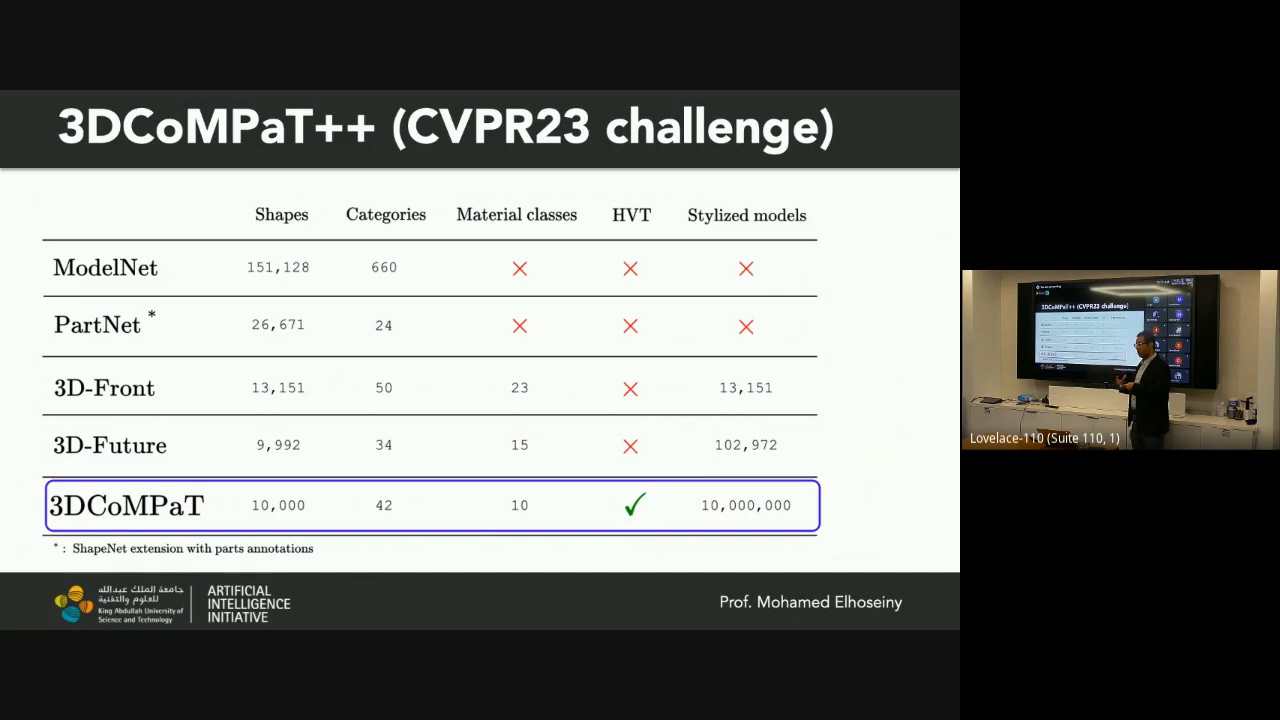 3DCoMPaT++ (CVPR23 challenge)
Shapes Categories Material classes HVT Stylized models
ModelNet 151,128 660 × × ×
PartNet * 26,671 24 × × ×
3D-Front 13,151 50 23 × 13,151
3D-Future 9,992 34 15 × 102,972
3DCoMPaT 10,000 42 10 ✓ 10,000,000
* : ShapeNet extension with parts annotations
جامعة الملك عبدالله
للعلوم والتقنية
King Abdullah University of
Science and Technology
ARTIFICIAL
INTELLIGENCE
INITIATIVE
Prof. Mohamed Elhoseiny
3DCoMPaT++ (CVPR23 challenge)
Lovelace-110 (Suite 110, 1)